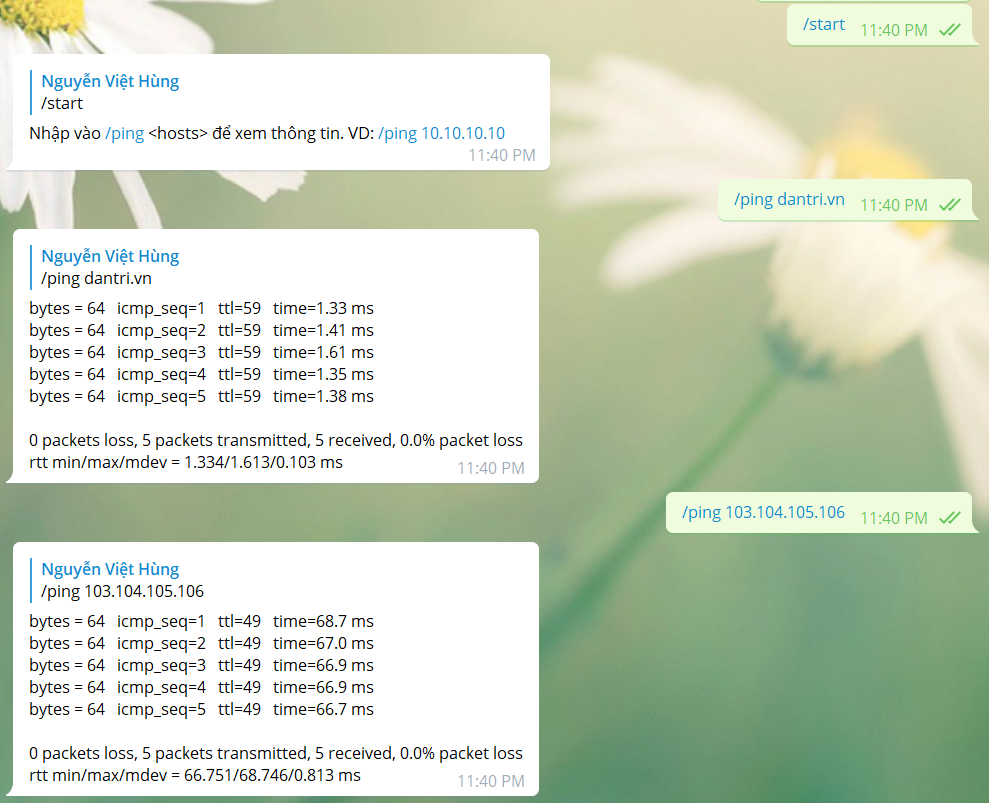 /start 11:40 PM
Nguyễn Việt Hùng
/start
Nhập vào /ping <hosts> để xem thông tin. VD: /ping 10.10.10.10
11:40 PM
/ping dantri.vn 11:40 PM
Nguyễn Việt Hùng
/ping dantri.vn
bytes = 64 icmp_seq=1 ttl=59 time=1.33 ms
bytes = 64 icmp_seq=2 ttl=59 time=1.41 ms
bytes = 64 icmp_seq=3 ttl=59 time=1.61 ms
bytes = 64 icmp_seq=4 ttl=59 time=1.35 ms
bytes = 64 icmp_seq=5 ttl=59 time=1.38 ms
0 packets loss, 5 packets transmitted, 5 received, 0.0% packet loss
rtt min/max/mdev = 1.334/1.613/0.103 ms 11:40 PM
/ping 103.104.105.106 11:40 PM
Nguyễn Việt Hùng
/ping 103.104.105.106
bytes = 64 icmp_seq=1 ttl=49 time=68.7 ms
bytes = 64 icmp_seq=2 ttl=49 time=67.0 ms
bytes = 64 icmp_seq=3 ttl=49 time=66.9 ms
bytes = 64 icmp_seq=4 ttl=49 time=66.9 ms
bytes = 64 icmp_seq=5 ttl=49 time=66.7 ms
0 packets loss, 5 packets transmitted, 5 received, 0.0% packet loss
rtt min/max/mdev = 66.751/68.746/0.813 ms 11:40 PM